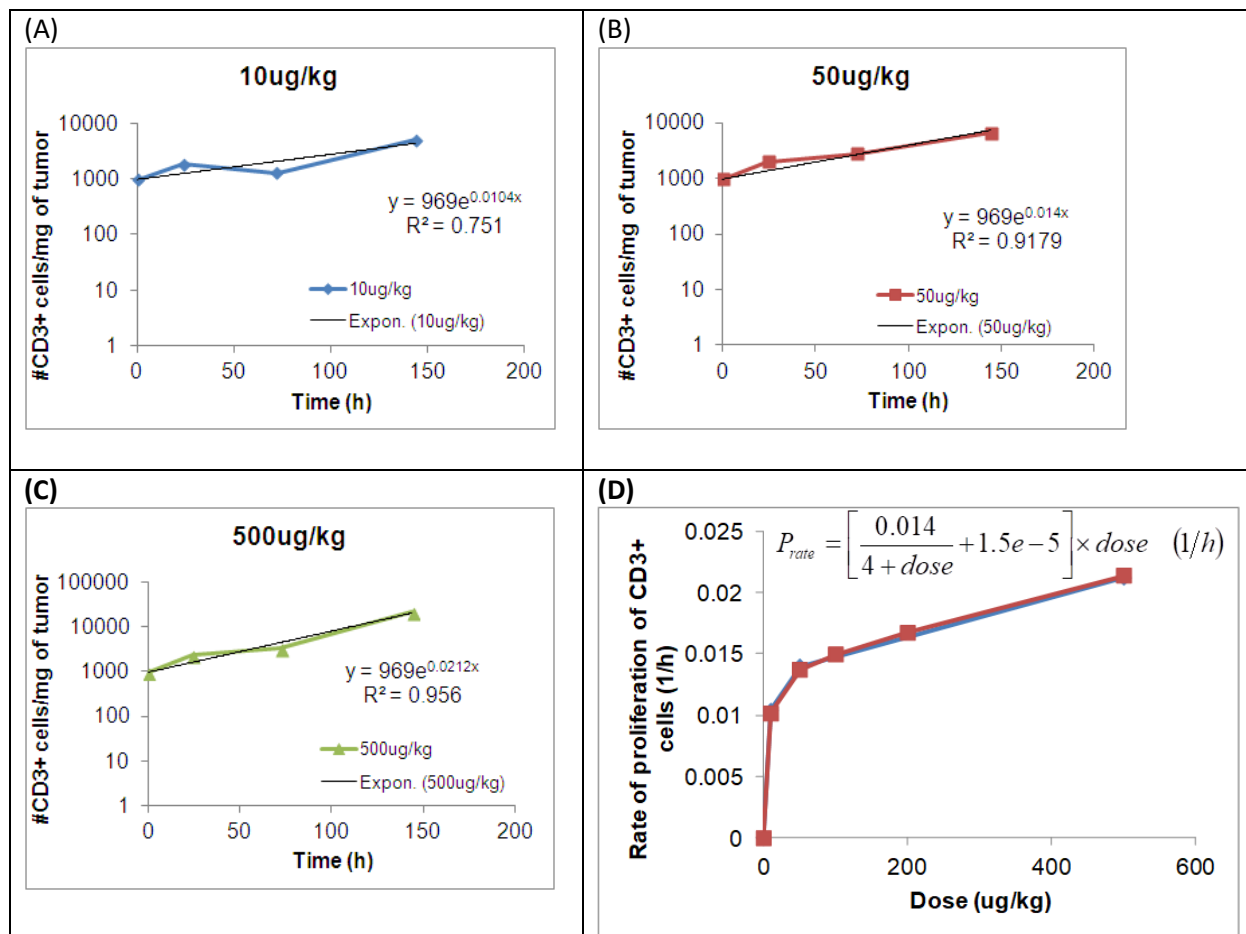 (A)
10ug/kg
#CD3+ cells/mg of tumor
10000
1000
100
10
1
y = 969e^0.0104x
R² = 0.751
10ug/kg
Expon. (10ug/kg)
0 50 100 150 200
Time (h)
(B)
50ug/kg
#CD3+ cells/mg of tumor
10000
1000
100
10
1
y = 969e^0.014x
R² = 0.9179
50ug/kg
Expon. (50ug/kg)
0 50 100 150 200
Time (h)
(C)
500ug/kg
#CD3+ cells/mg of tumor
100000
10000
1000
100
10
1
y = 969e^0.0212x
R² = 0.956
500ug/kg
Expon. (500ug/kg)
0 50 100 150 200
Time (h)
(D)
P_rate = [0.014 / (4 + dose) + 1.5e − 5] × dose (1/h)
Rate of proliferation of CD3+
cells (1/h)
0.025
0.02
0.015
0.01
0.005
0
0 200 400 600
Dose (ug/kg)